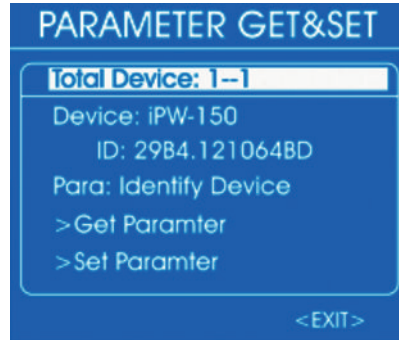 PARAMETER GET&SET
Total Device: 1--1
Device: iPW-150
ID: 29B4.121064BD
Para: Identify Device
>Get Paramter
>Set Paramter
<EXIT>